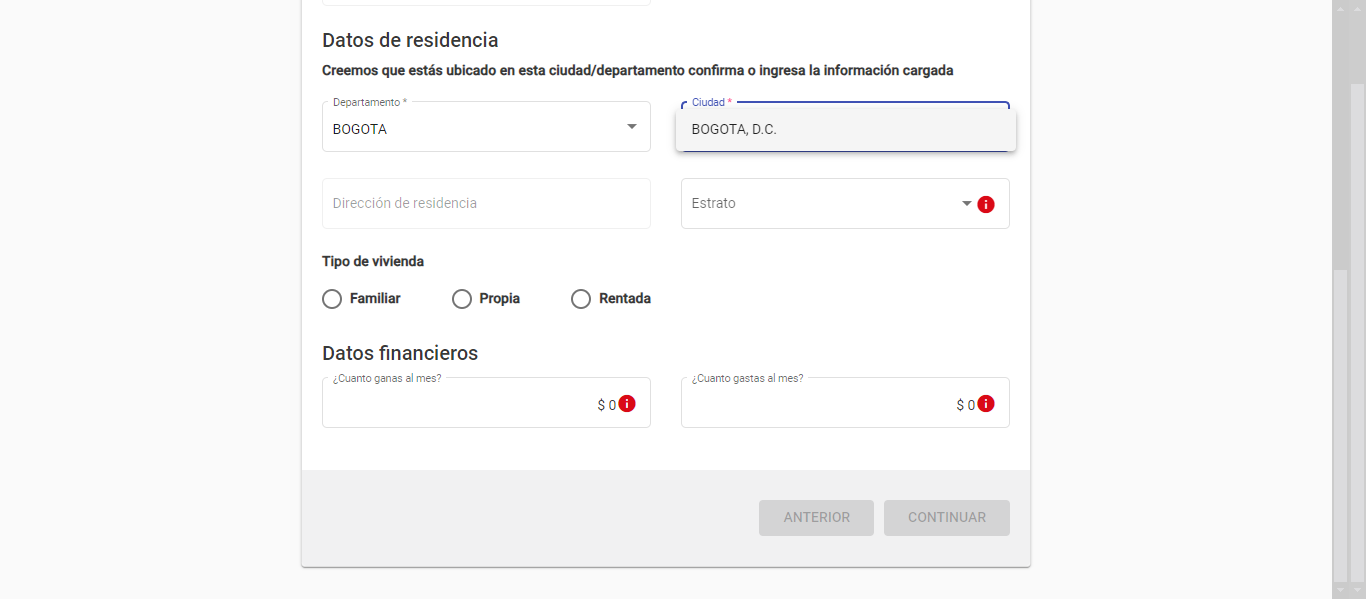 Datos de residencia
Creemos que estás ubicado en esta ciudad/departamento confirma o ingresa la información cargada
Departamento *
BOGOTA
Ciudad *
BOGOTA, D.C.
Dirección de residencia
Estrato
Tipo de vivienda
Familiar
Propia
Rentada
Datos financieros
¿Cuanto ganas al mes?
$ 0
¿Cuanto gastas al mes?
$ 0
ANTERIOR
CONTINUAR